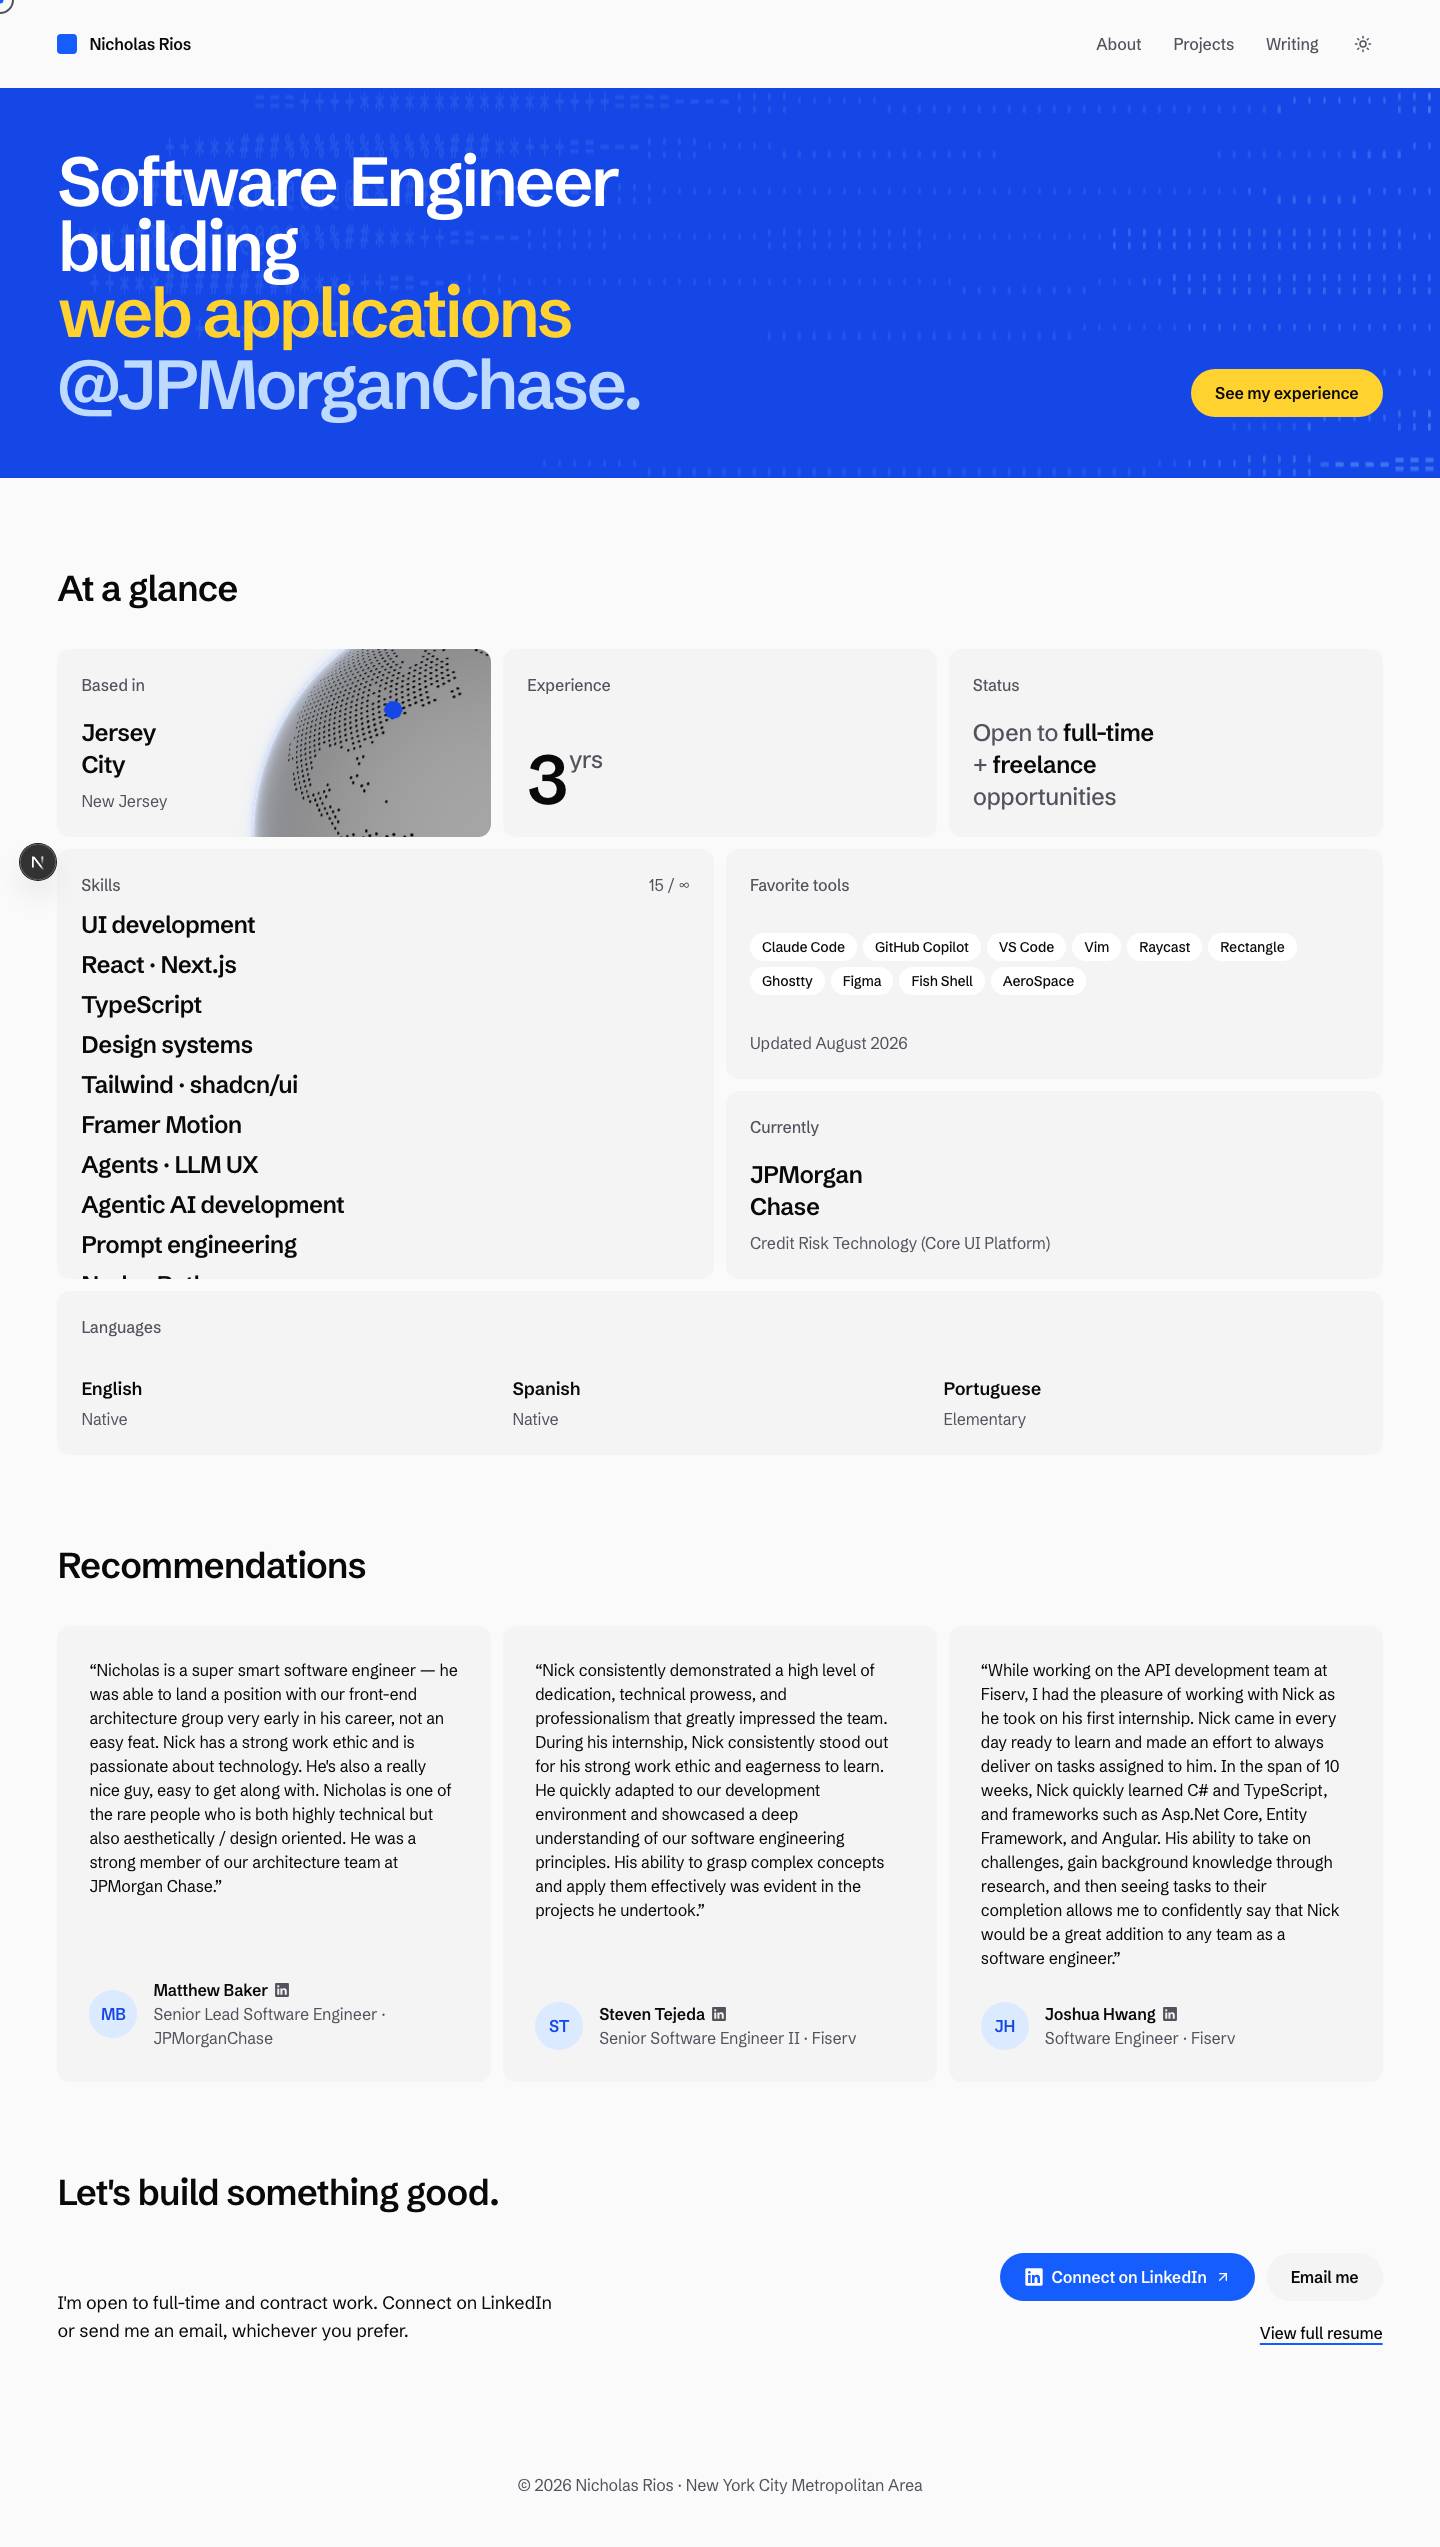 Nicholas Rios
About
Projects
Writing
Software Engineer
building
web applications
@JPMorganChase.
See my experience
At a glance
Based in
Jersey
City
New Jersey
Experience
3 yrs
Status
Open to full-time
+ freelance
opportunities
N
Skills
15 / ∞
UI development
React · Next.js
TypeScript
Design systems
Tailwind · shadcn/ui
Framer Motion
Agents · LLM UX
Agentic AI development
Prompt engineering
Favorite tools
Claude Code
GitHub Copilot
VS Code
Vim
Raycast
Rectangle
Ghostty
Figma
Fish Shell
AeroSpace
Updated August 2026
Currently
JPMorgan
Chase
Credit Risk Technology (Core UI Platform)
Languages
English
Native
Spanish
Native
Portuguese
Elementary
Recommendations
“Nicholas is a super smart software engineer — he
was able to land a position with our front-end
architecture group very early in his career, not an
easy feat. Nick has a strong work ethic and is
passionate about technology. He's also a really
nice guy, easy to get along with. Nicholas is one of
the rare people who is both highly technical but
also aesthetically / design oriented. He was a
strong member of our architecture team at
JPMorgan Chase.”
MB
Matthew Baker
Senior Lead Software Engineer ·
JPMorganChase
“Nick consistently demonstrated a high level of
dedication, technical prowess, and
professionalism that greatly impressed the team.
During his internship, Nick consistently stood out
for his strong work ethic and eagerness to learn.
He quickly adapted to our development
environment and showcased a deep
understanding of our software engineering
principles. His ability to grasp complex concepts
and apply them effectively was evident in the
projects he undertook.”
ST
Steven Tejeda
Senior Software Engineer II · Fiserv
“While working on the API development team at
Fiserv, I had the pleasure of working with Nick as
he took on his first internship. Nick came in every
day ready to learn and made an effort to always
deliver on tasks assigned to him. In the span of 10
weeks, Nick quickly learned C# and TypeScript,
and frameworks such as Asp.Net Core, Entity
Framework, and Angular. His ability to take on
challenges, gain background knowledge through
research, and then seeing tasks to their
completion allows me to confidently say that Nick
would be a great addition to any team as a
software engineer.”
JH
Joshua Hwang
Software Engineer · Fiserv
Let's build something good.
I'm open to full-time and contract work. Connect on LinkedIn
or send me an email, whichever you prefer.
Connect on LinkedIn
Email me
View full resume
© 2026 Nicholas Rios · New York City Metropolitan Area